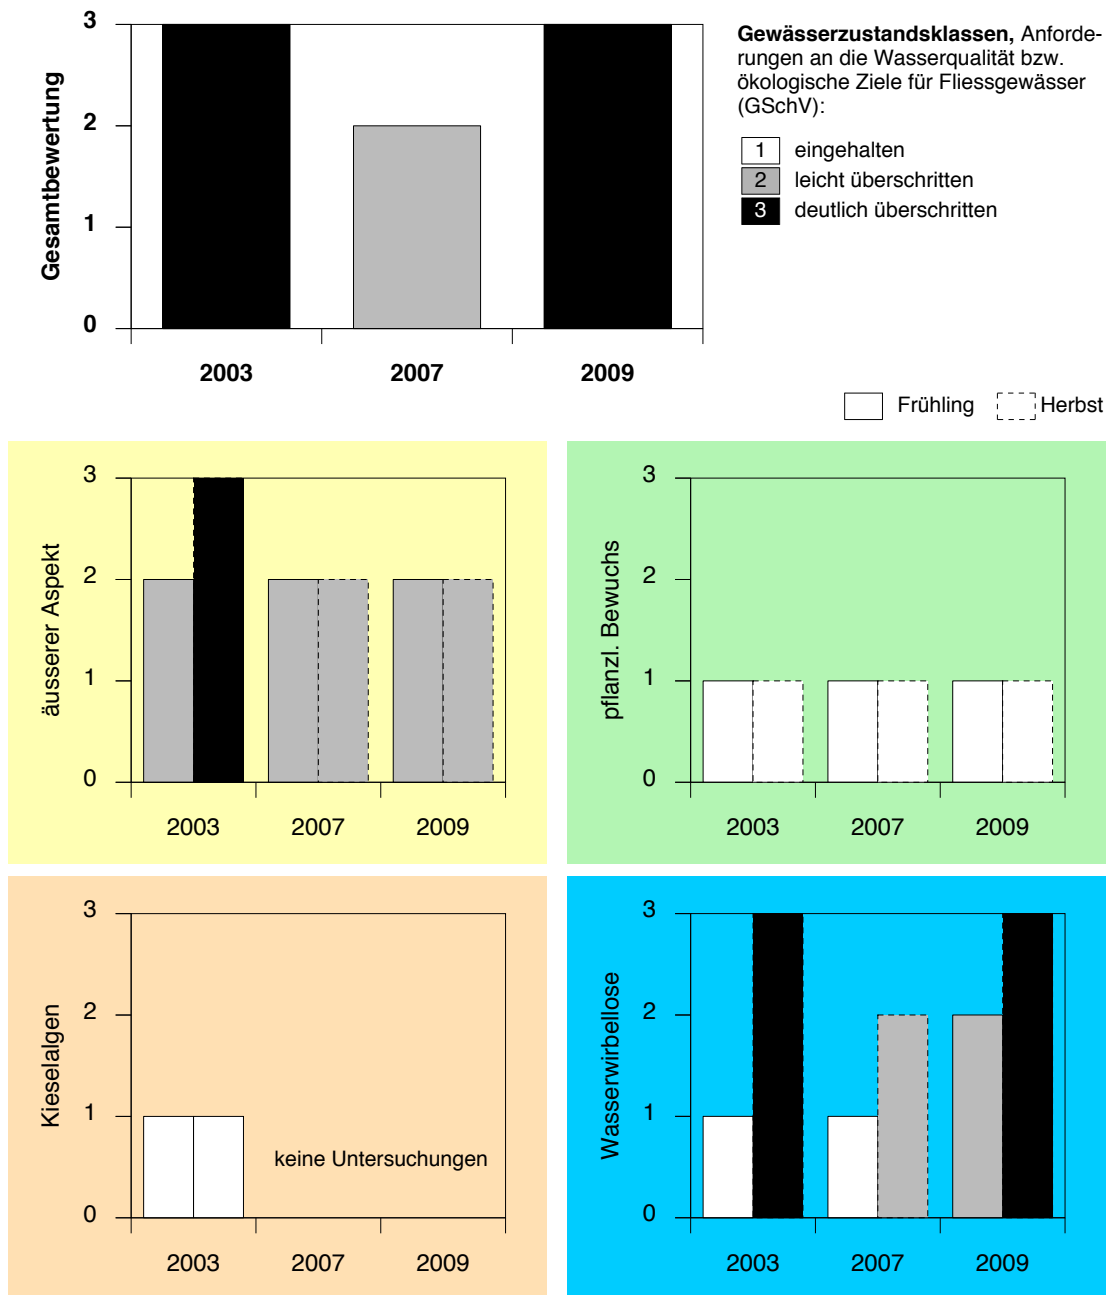 Gesamtbewertung
3
2
1
0
2003 2007 2009
Gewässerzustandsklassen, Anforde-
rungen an die Wasserqualität bzw.
ökologische Ziele für Fliessgewässer
(GSchV):
1 eingehalten
2 leicht überschritten
3 deutlich überschritten
Frühling Herbst
äusserer Aspekt
3
2
1
0
2003 2007 2009
pflanzl. Bewuchs
3
2
1
0
2003 2007 2009
Kieselalgen
3
2
1
0
keine Untersuchungen
2003 2007 2009
Wasserwirbellose
3
2
1
0
2003 2007 2009